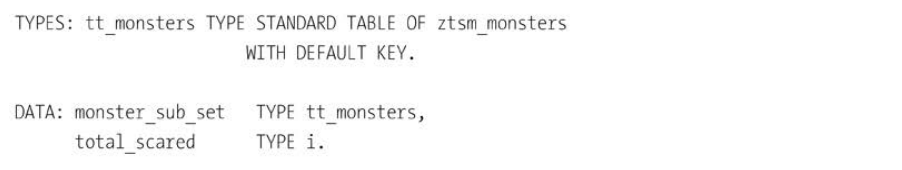 TYPES: tt_monsters TYPE STANDARD TABLE OF ztsm_monsters
WITH DEFAULT KEY.
DATA: monster_sub_set TYPE tt_monsters,
total_scared TYPE i.